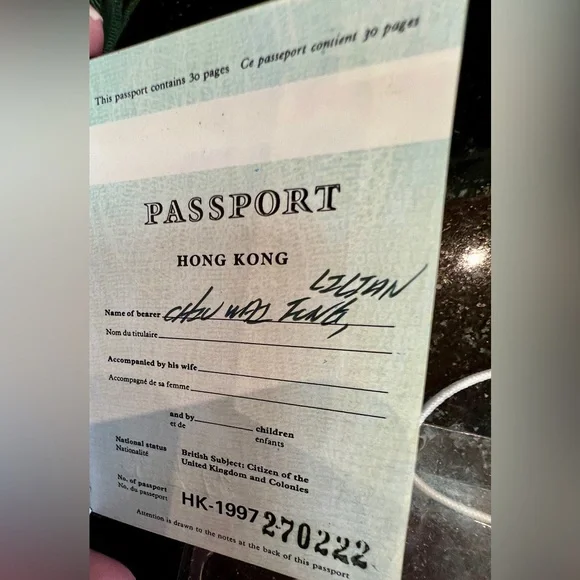 This passport contains 30 pages Ce passeport contient 30 pages
PASSPORT
HONG KONG
LILIAN
Name of bearer CHOW WAI FUNG,
Nom du titulaire
Accompanied by his wife
Accompagné de sa femme
and by children
et de enfants
National status British Subject: Citizen of the
Nationalité United Kingdom and Colonies
No. of passport
No. du passeport HK-1997 270222
Attention is drawn to the notes at the back of this passport